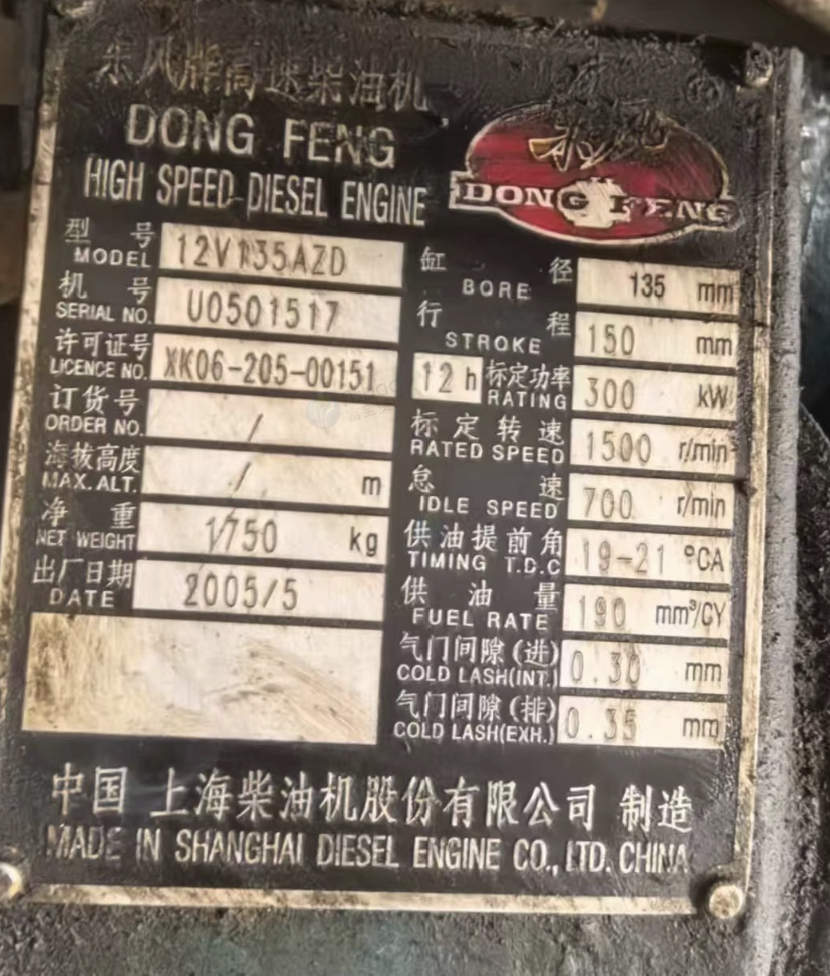 东风牌高速柴油机
DONG FENG
HIGH SPEED DIESEL ENGINE
东风
DONG FENG
型号 MODEL 12V135AZD
机号 SERIAL NO. U0501517
许可证号 LICENCE NO. XK06-205-00151
订货号 ORDER NO. /
海拔高度 MAX. ALT. / m
净重 NET WEIGHT 1750 kg
出厂日期 DATE 2005/5
缸径 BORE 135 mm
行程 STROKE 150 mm
12h 标定功率 RATING 300 kW
标定转速 RATED SPEED 1500 r/min
怠速 IDLE SPEED 700 r/min
供油提前角 TIMING T.D.C 19-21 °CA
供油量 FUEL RATE 190 mm³/CY
气门间隙(进) COLD LASH(INT.) 0.30 mm
气门间隙(排) COLD LASH(EXH.) 0.35 mm
中国 上海柴油机股份有限公司 制造
MADE IN SHANGHAI DIESEL ENGINE CO., LTD. CHINA